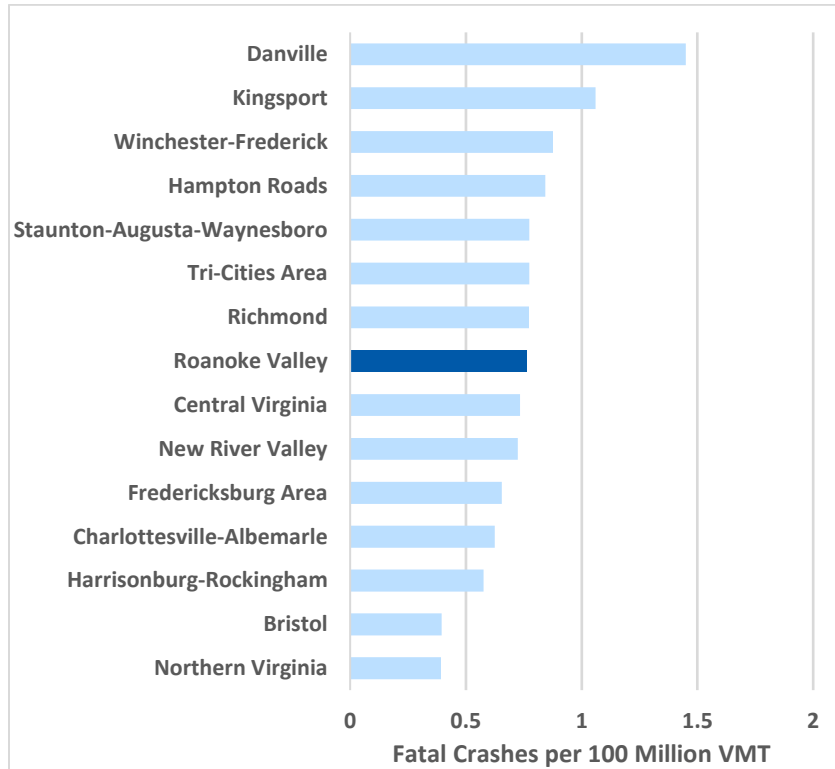 Danville
Kingsport
Winchester-Frederick
Hampton Roads
Staunton-Augusta-Waynesboro
Tri-Cities Area
Richmond
Roanoke Valley
Central Virginia
New River Valley
Fredericksburg Area
Charlottesville-Albemarle
Harrisonburg-Rockingham
Bristol
Northern Virginia
0 0.5 1 1.5 2
Fatal Crashes per 100 Million VMT